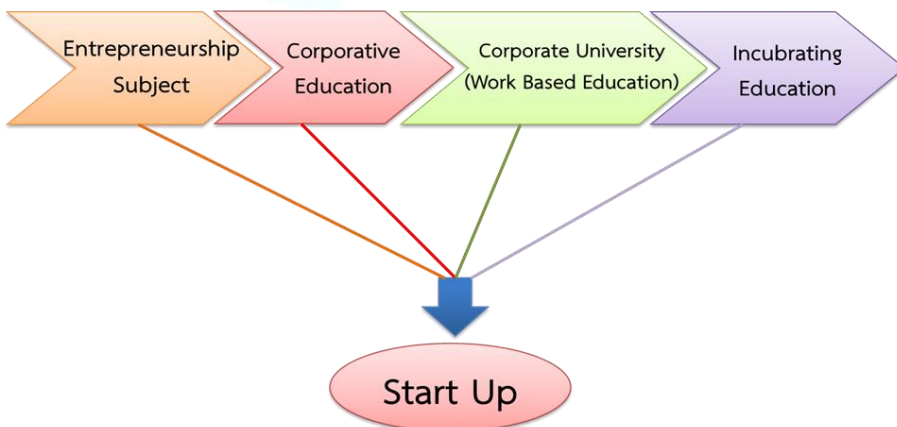 Entrepreneurship
Subject
Corporative
Education
Corporate University
(Work Based Education)
Incubrating
Education
Start Up